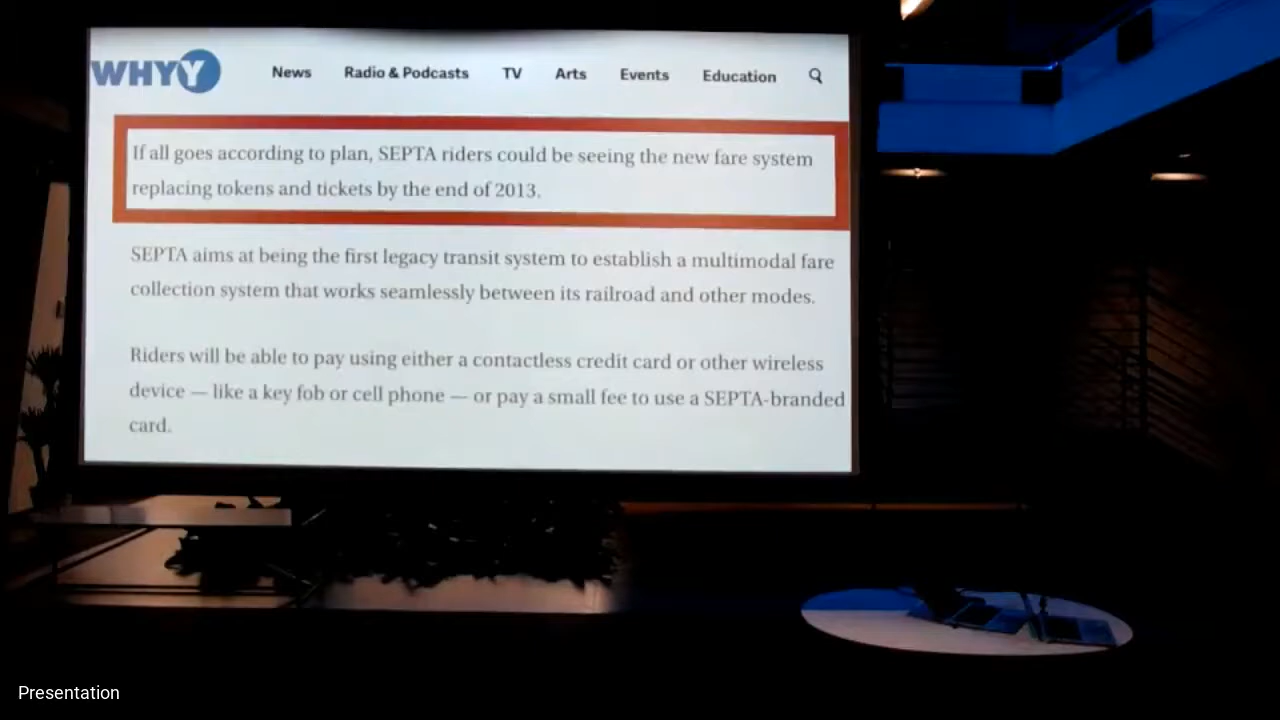 WHYY
News Radio & Podcasts TV Arts Events Education
If all goes according to plan, SEPTA riders could be seeing the new fare system
replacing tokens and tickets by the end of 2013.
SEPTA aims at being the first legacy transit system to establish a multimodal fare
collection system that works seamlessly between its railroad and other modes.
Riders will be able to pay using either a contactless credit card or other wireless
device — like a key fob or cell phone — or pay a small fee to use a SEPTA-branded
card.
Presentation